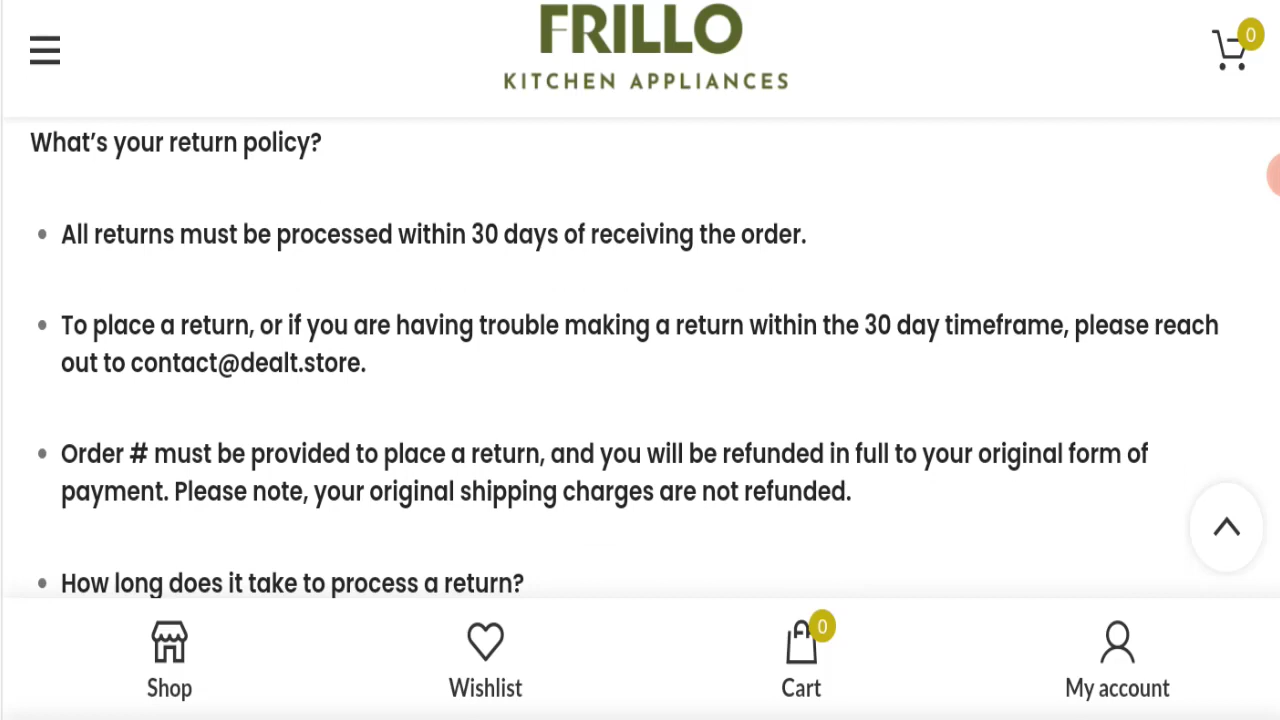 FRILLO
KITCHEN APPLIANCES
0
What's your return policy?
All returns must be processed within 30 days of receiving the order.
To place a return, or if you are having trouble making a return within the 30 day timeframe, please reach
out to contact@dealt.store.
Order # must be provided to place a return, and you will be refunded in full to your original form of
payment. Please note, your original shipping charges are not refunded.
How long does it take to process a return?
0
Shop
Wishlist
Cart
My account